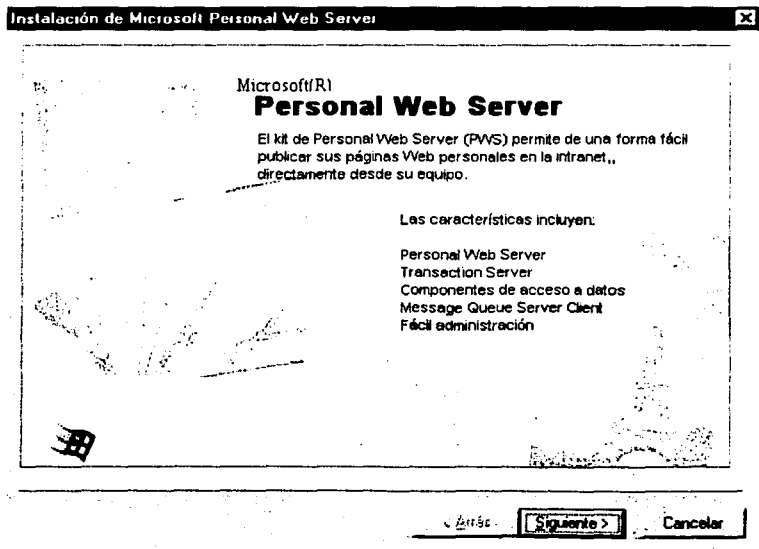 Instalación de Microsoft Personal Web Server
Microsoft(R)
Personal Web Server
El kit de Personal Web Server (PWS) permite de una forma fácil
publicar sus páginas Web personales en la intranet,,
directamente desde su equipo.
Las características incluyen:
Personal Web Server
Transaction Server
Componentes de acceso a datos
Message Queue Server Client
Fácil administración
< Atrás
Siguiente >
Cancelar